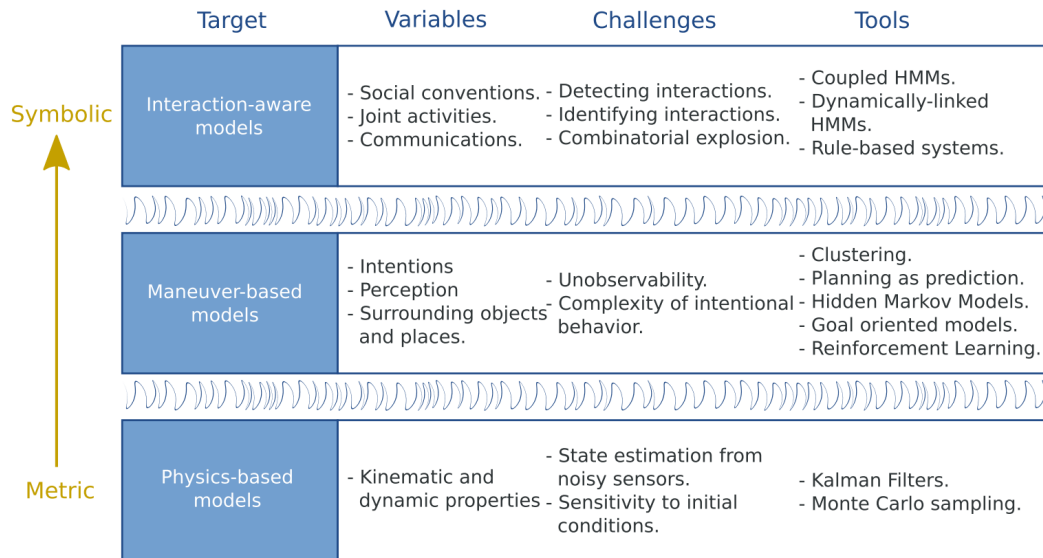 Target Variables Challenges Tools
Symbolic
Interaction-aware
models
- Social conventions.
- Joint activities.
- Communications.
- Detecting interactions.
- Identifying interactions.
- Combinatorial explosion.
- Coupled HMMs.
- Dynamically-linked
HMMs.
- Rule-based systems.
Maneuver-based
models
- Intentions
- Perception
- Surrounding objects
and places.
- Unobservability.
- Complexity of intentional
behavior.
- Clustering.
- Planning as prediction.
- Hidden Markov Models.
- Goal oriented models.
- Reinforcement Learning.
Metric
Physics-based
models
- Kinematic and
dynamic properties
- State estimation from
noisy sensors.
- Sensitivity to initial
conditions.
- Kalman Filters.
- Monte Carlo sampling.